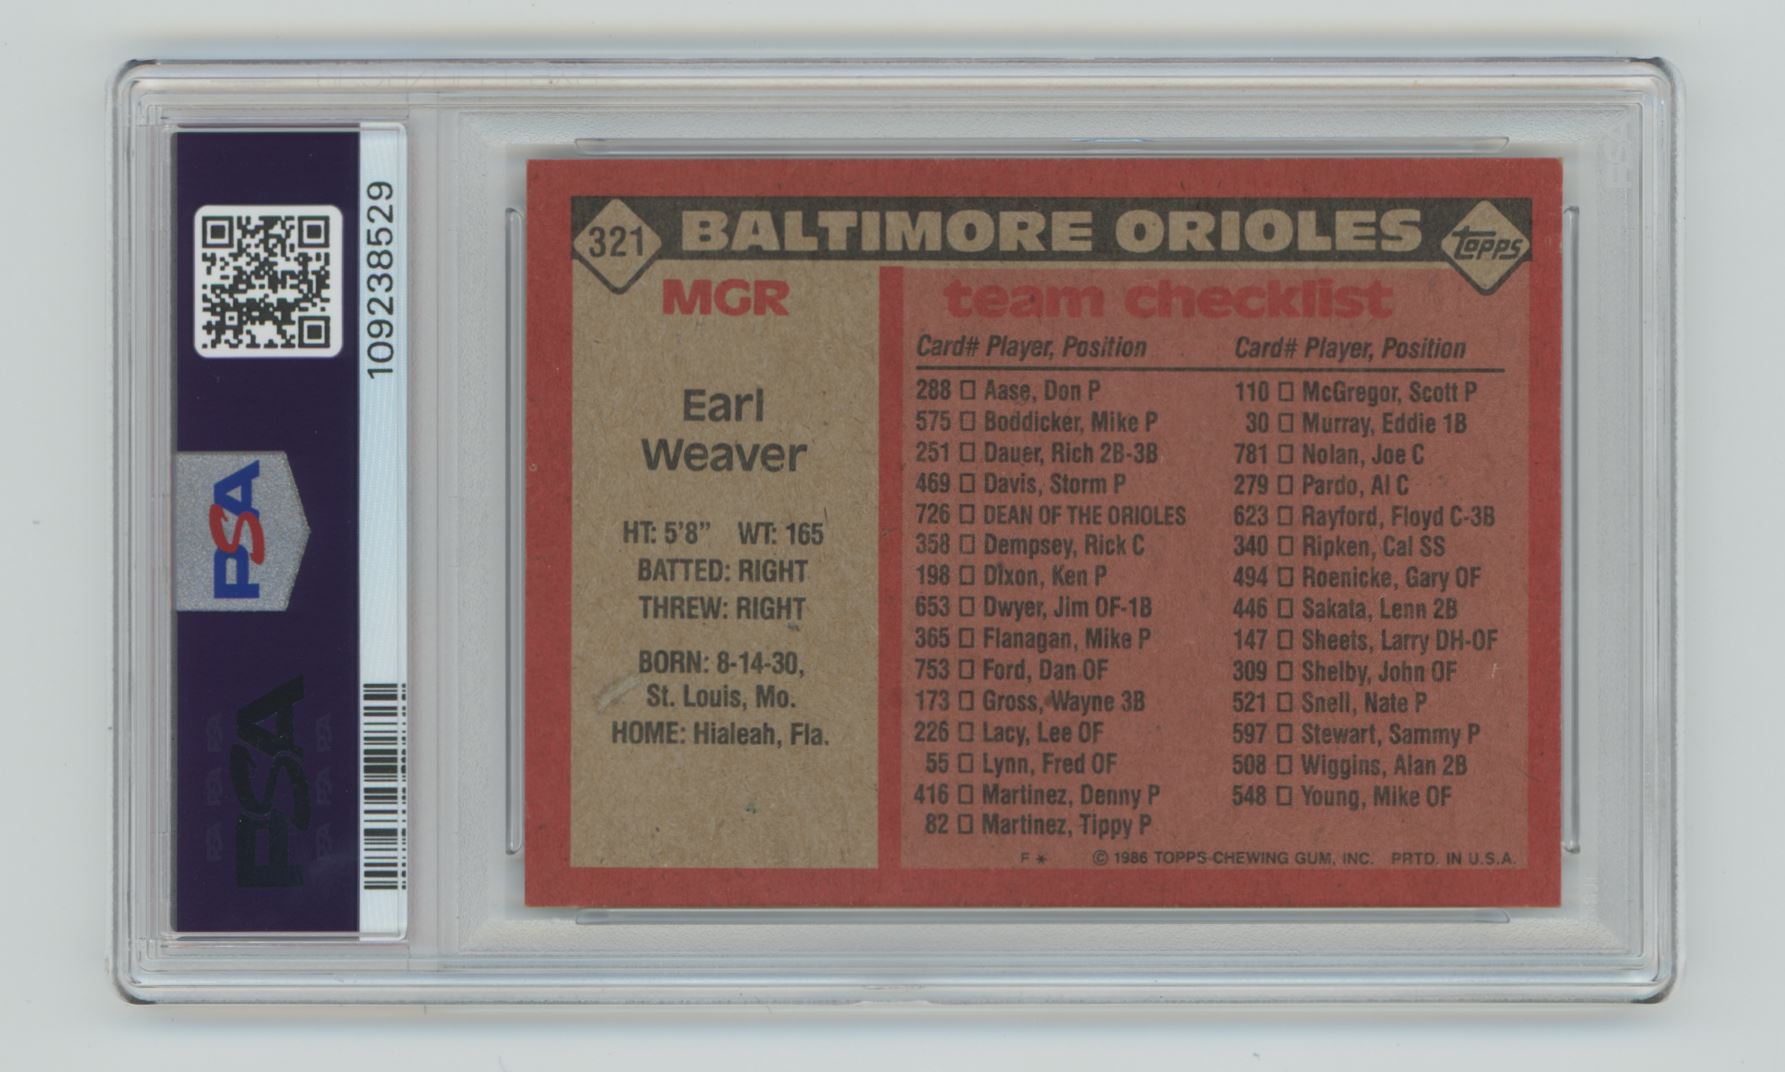 109238529
PSA
PSA
321
BALTIMORE ORIOLES
topps
MGR
Earl
Weaver
HT: 5'8" WT: 165
BATTED: RIGHT
THREW: RIGHT
BORN: 8-14-30,
St. Louis, Mo.
HOME: Hialeah, Fla.
team checklist
Card# Player, Position
288 □ Aase, Don P
575 □ Boddicker, Mike P
251 □ Dauer, Rich 2B-3B
469 □ Davis, Storm P
726 □ DEAN OF THE ORIOLES
358 □ Dempsey, Rick C
198 □ Dixon, Ken P
653 □ Dwyer, Jim OF-1B
365 □ Flanagan, Mike P
753 □ Ford, Dan OF
173 □ Gross, Wayne 3B
226 □ Lacy, Lee OF
55 □ Lynn, Fred OF
416 □ Martinez, Denny P
82 □ Martinez, Tippy P
Card# Player, Position
110 □ McGregor, Scott P
30 □ Murray, Eddie 1B
781 □ Nolan, Joe C
279 □ Pardo, Al C
623 □ Rayford, Floyd C-3B
340 □ Ripken, Cal SS
494 □ Roenicke, Gary OF
446 □ Sakata, Lenn 2B
147 □ Sheets, Larry DH-OF
309 □ Shelby, John OF
521 □ Snell, Nate P
597 □ Stewart, Sammy P
508 □ Wiggins, Alan 2B
548 □ Young, Mike OF
F * © 1986 TOPPS CHEWING GUM, INC. PRTD. IN U.S.A.